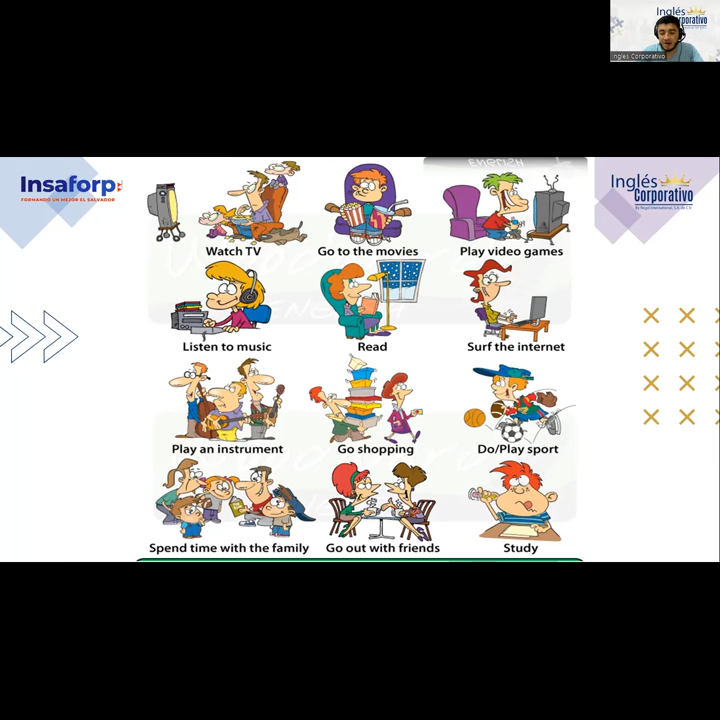 Inglés
Corporativo
Inglés Corporativo
Insaforp
FORMANDO UN MEJOR EL SALVADOR
Inglés
Corporativo
Watch TV
Go to the movies
Play video games
Listen to music
Read
Surf the internet
Play an instrument
Go shopping
Do/Play sport
Spend time with the family
Go out with friends
Study